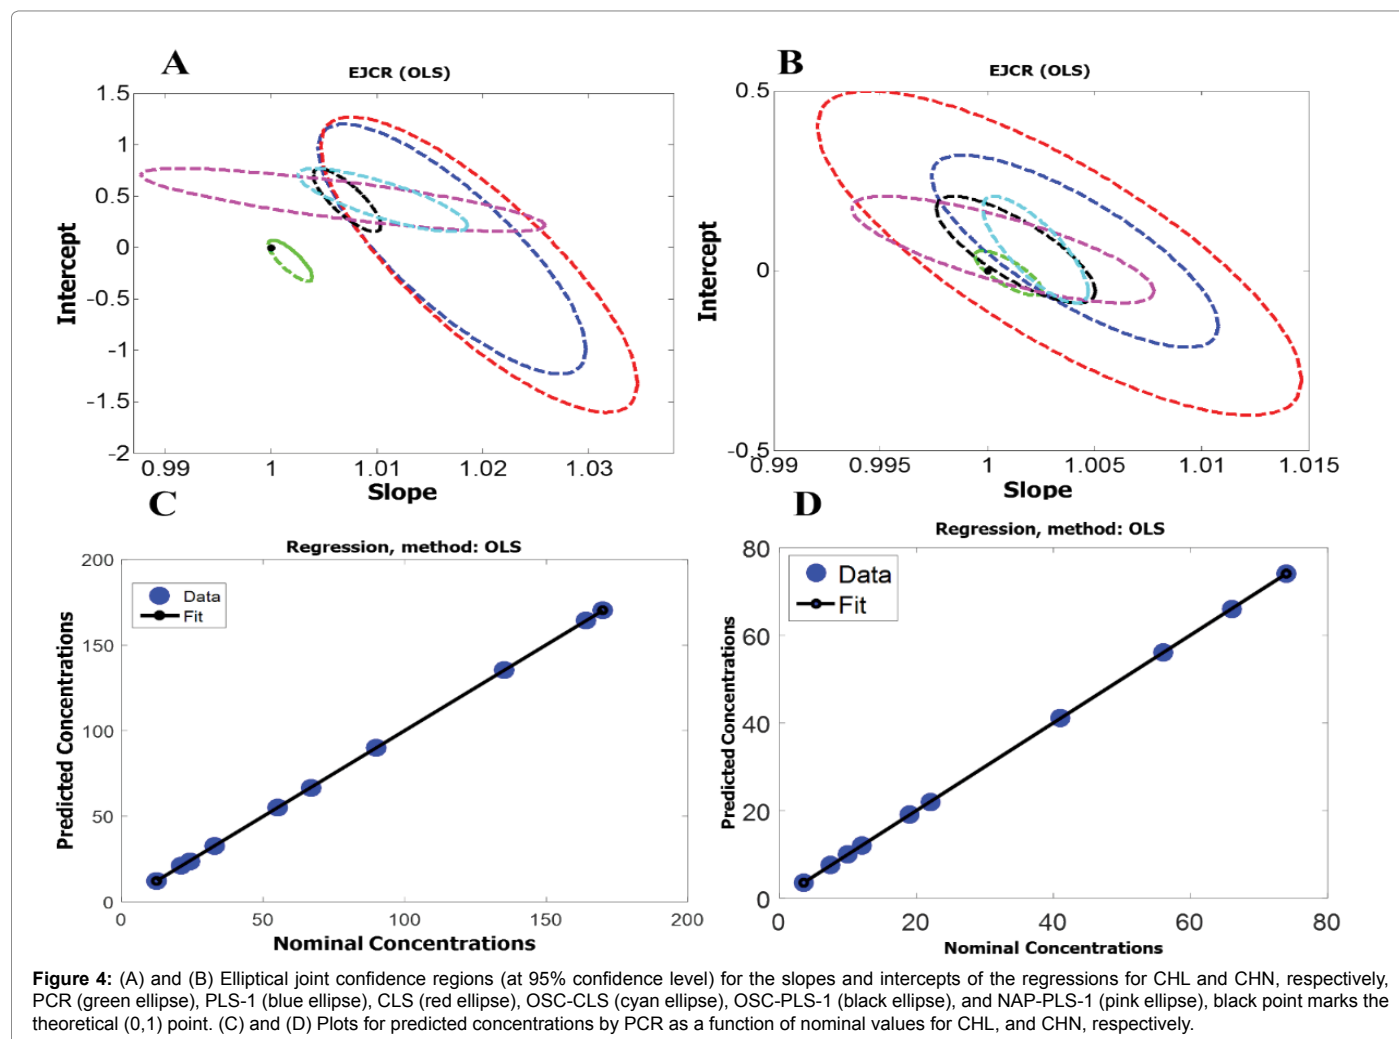 A
EJCR (OLS)
1.5
1
0.5
0
-0.5
-1
-1.5
-2
Intercept
0.99 1 1.01 1.02 1.03
Slope
B
EJCR (OLS)
0.5
0
-0.5
Intercept
0.99 0.995 1 1.005 1.01 1.015
Slope
C
Regression, method: OLS
200
150
100
50
0
Predicted Concentrations
Data
Fit
0 50 100 150 200
Nominal Concentrations
D
Regression, method: OLS
80
60
40
20
0
Predicted Concentrations
Data
Fit
0 20 40 60 80
Nominal Concentrations
Figure 4: (A) and (B) Elliptical joint confidence regions (at 95% confidence level) for the slopes and intercepts of the regressions for CHL and CHN, respectively,
PCR (green ellipse), PLS-1 (blue ellipse), CLS (red ellipse), OSC-CLS (cyan ellipse), OSC-PLS-1 (black ellipse), and NAP-PLS-1 (pink ellipse), black point marks the
theoretical (0,1) point. (C) and (D) Plots for predicted concentrations by PCR as a function of nominal values for CHL, and CHN, respectively.